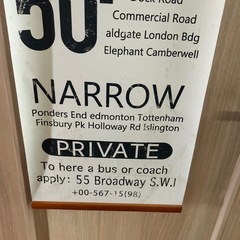 50
Dock Road
Commercial Road
aldgate London Bdg
Elephant Camberwell
NARROW
Ponders End edmonton Tottenham
Finsbury Pk Holloway Rd Islington
PRIVATE
To here a bus or coach
apply: 55 Broadway S.W.I
+00-567-15(98)